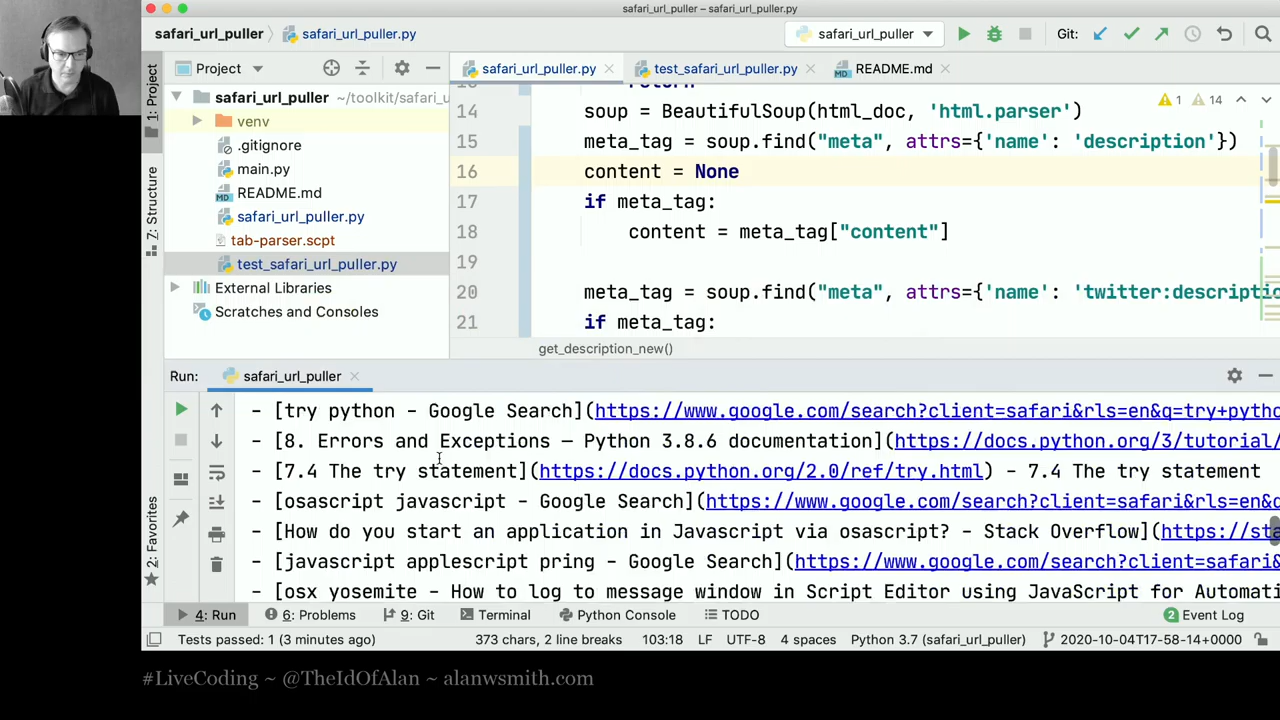 safari_url_puller – safari_url_puller.py
safari_url_puller
safari_url_puller.py
safari_url_puller
Git:
1: Project
Z: Structure
2: Favorites
Project
safari_url_puller.py
test_safari_url_puller.py
README.md
safari_url_puller ~/toolkit/safari_u
venv
.gitignore
main.py
README.md
safari_url_puller.py
tab-parser.scpt
test_safari_url_puller.py
External Libraries
Scratches and Consoles
1 14
14 soup = BeautifulSoup(html_doc, 'html.parser')
15 meta_tag = soup.find("meta", attrs={'name': 'description'})
16 content = None
17 if meta_tag:
18 content = meta_tag["content"]
19
20 meta_tag = soup.find("meta", attrs={'name': 'twitter:descriptio
21 if meta_tag:
get_description_new()
Run: safari_url_puller
- [try python - Google Search](https://www.google.com/search?client=safari&rls=en&q=try+pytho
- [8. Errors and Exceptions — Python 3.8.6 documentation](https://docs.python.org/3/tutorial/
- [7.4 The try statement](https://docs.python.org/2.0/ref/try.html) - 7.4 The try statement
- [osascript javascript - Google Search](https://www.google.com/search?client=safari&rls=en&q
- [How do you start an application in Javascript via osascript? - Stack Overflow](https://sta
- [javascript applescript pring - Google Search](https://www.google.com/search?client=safari&
- [osx yosemite - How to log to message window in Script Editor using JavaScript for Automati
4: Run
6: Problems
9: Git
Terminal
Python Console
TODO
2 Event Log
Tests passed: 1 (3 minutes ago)
373 chars, 2 line breaks
103:18
LF
UTF-8
4 spaces
Python 3.7 (safari_url_puller)
2020-10-04T17-58-14+0000
#LiveCoding ~ @TheIdOfAlan ~ alanwsmith.com